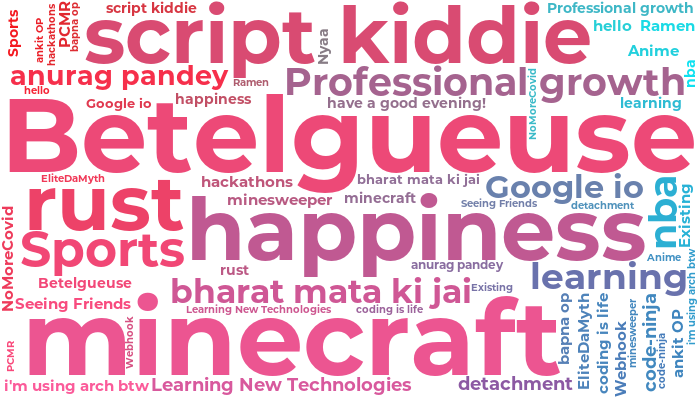 script kiddie
Professional growth
Sports
ankit OP
hackathons
PCMR
bapna op
script kiddie
Nyaa
hello
Ramen
Anime
nba
anurag pandey
Ramen
Professional growth
hello
Google io
happiness
have a good evening!
NoMoreCovid
learning
Betelgueuse
EliteDaMyth
hackathons
bharat mata ki jai
Google io
nba
Existing
rust
minesweeper
minecraft
Seeing Friends
detachment
happiness
NoMoreCovid
Sports
rust
anurag pandey
Anime
i'm using arch btw
learning
Betelgueuse
bharat mata ki jai
Existing
Seeing Friends
Learning New Technologies
coding is life
minecraft
Webhook
PCMR
bapna op
EliteDaMyth
coding is life
Webhook
minesweeper
code-ninja
code-ninja
ankit OP
i'm using arch btw
Learning New Technologies
detachment